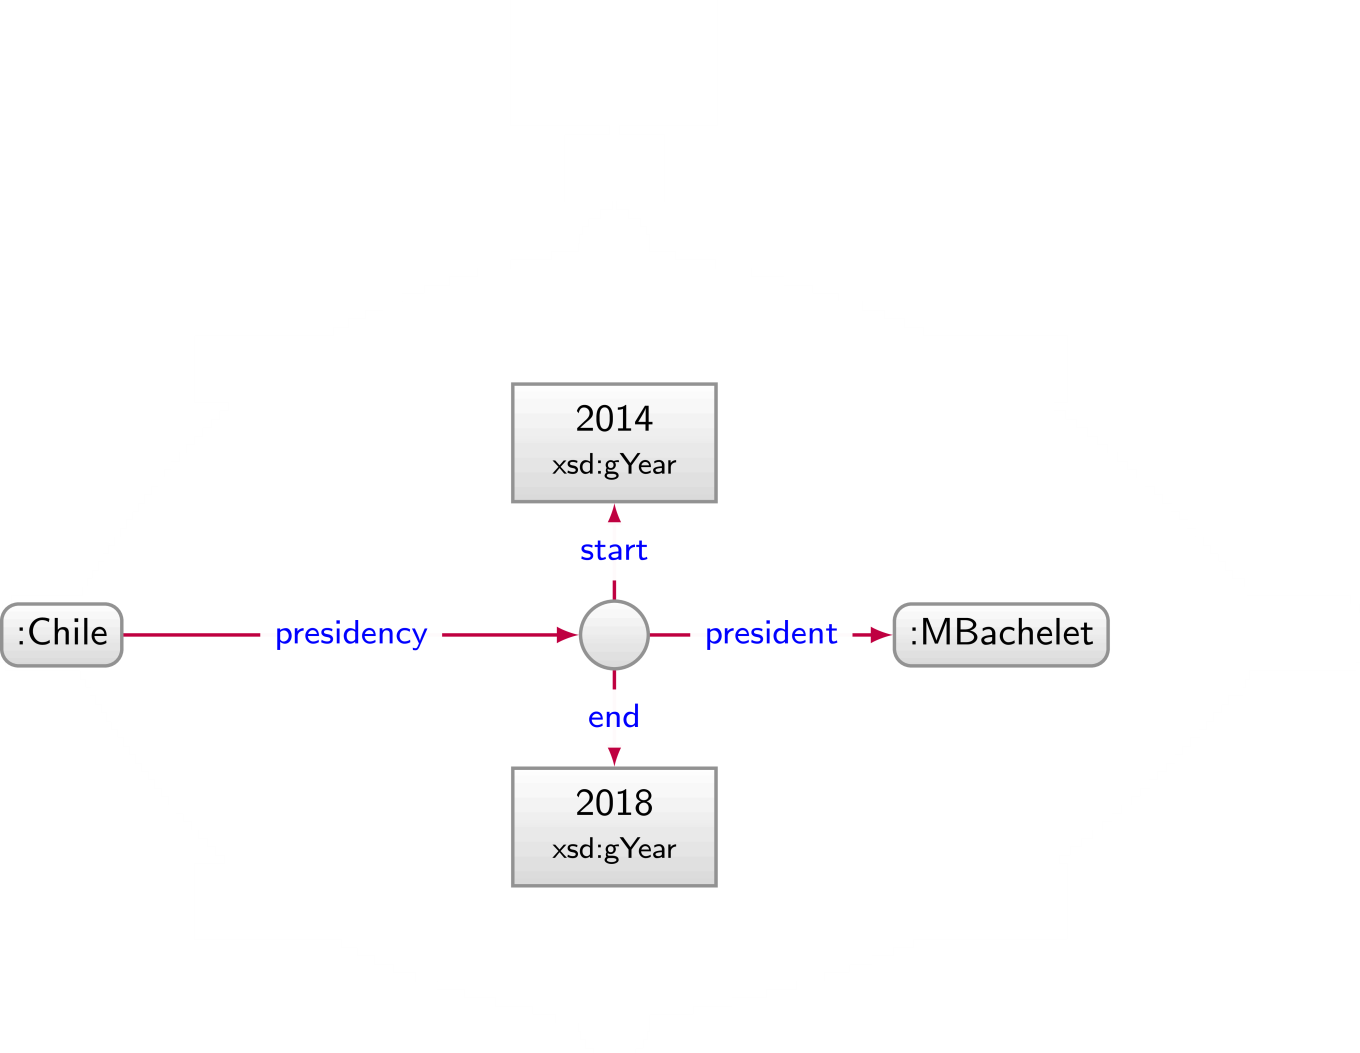 2014
xsd:gYear
start
:Chile
presidency
president
:MBachelet
end
2018
xsd:gYear